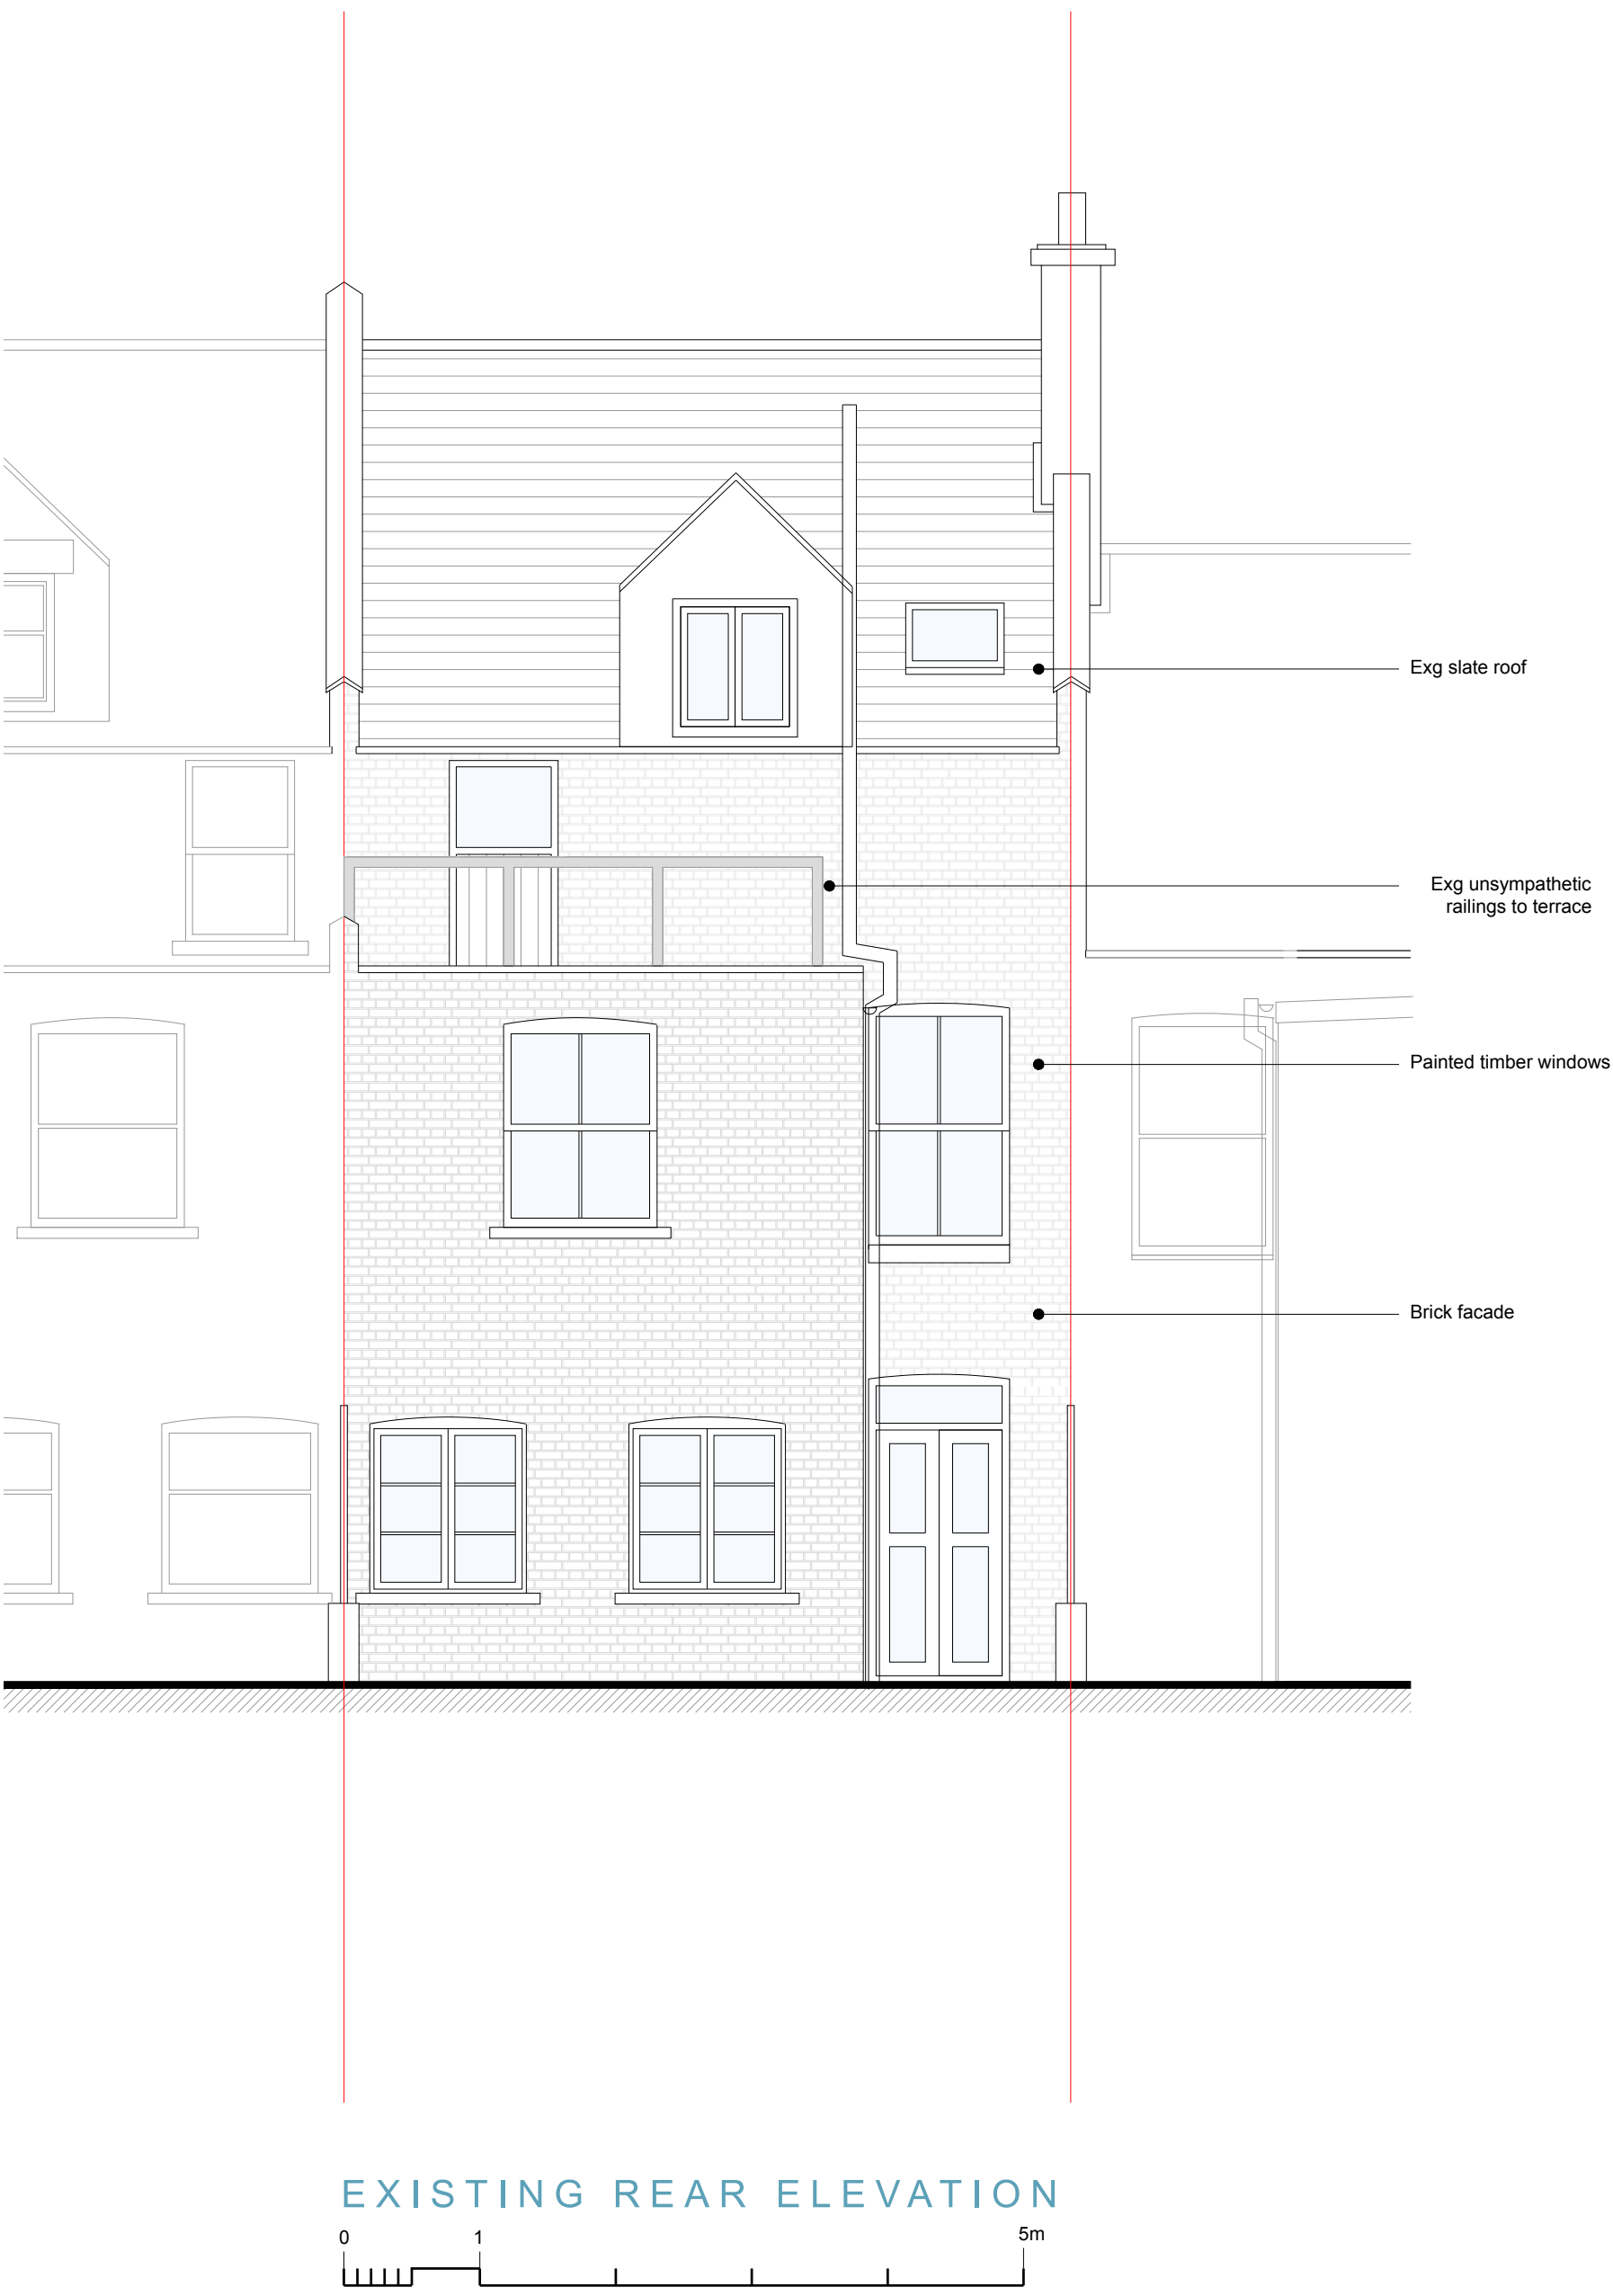 Exg slate roof
Exg unsympathetic
railings to terrace
Painted timber windows
Brick facade
EXISTING REAR ELEVATION
0 1 5m